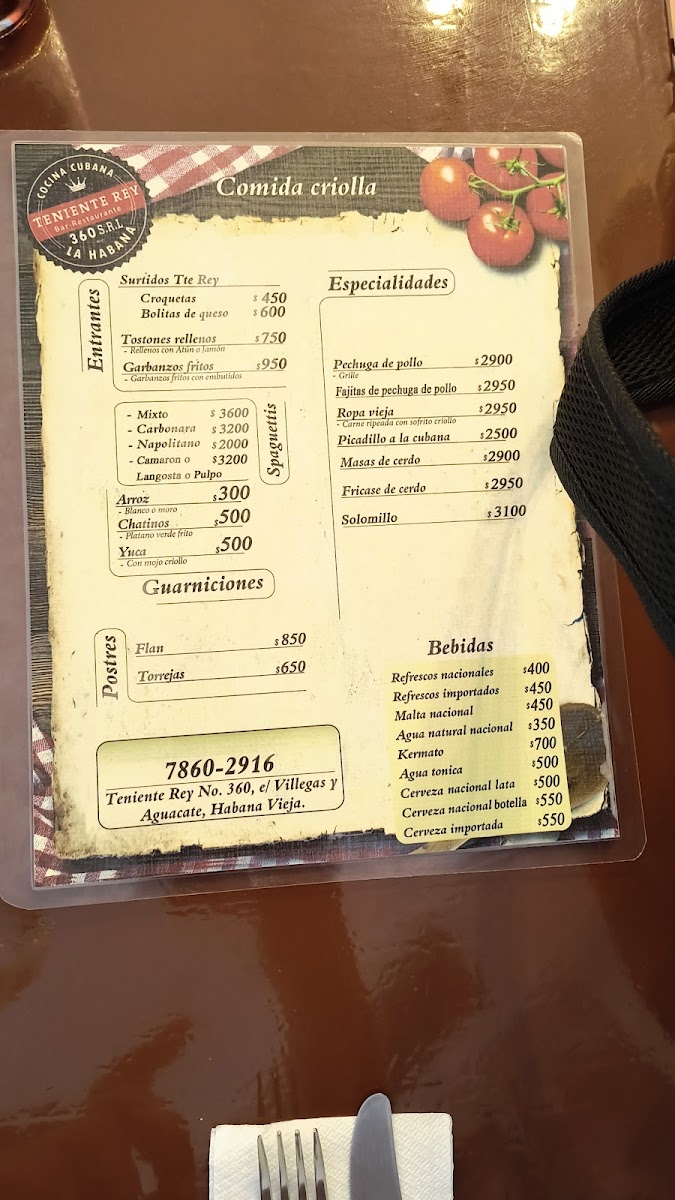 COCINA CUBANA
TENIENTE REY
Bar-Restaurante
360 S.R.L
LA HABANA
Comida criolla
Entrantes
Surtidos Tte Rey
Croquetas $ 450
Bolitas de queso $ 600
Tostones rellenos $750
- Rellenos con Atún o Jamón
Garbanzos fritos $950
- Garbanzos fritos con embutidos
Spaguettis
- Mixto $ 3600
- Carbonara $ 3200
- Napolitano $ 2000
- Camaron o $3200
Langosta o Pulpo
Arroz $300
- Blanco o moro
Chatinos $500
- Platano verde frito
Yuca $500
- Con mojo criollo
Guarniciones
Postres
Flan $ 850
Torrejas $650
7860-2916
Teniente Rey No. 360, e/ Villegas y
Aguacate, Habana Vieja.
Especialidades
Pechuga de pollo $2900
- Grille
Fajitas de pechuga de pollo $ 2950
Ropa vieja $2950
- Carne ripeada con sofrito criollo
Picadillo a la cubana $2500
Masas de cerdo $2900
Fricase de cerdo $2950
Solomillo $ 3100
Bebidas
Refrescos nacionales $400
Refrescos importados $450
Malta nacional $450
Agua natural nacional $350
Kermato $700
Agua tonica $500
Cerveza nacional lata $500
Cerveza nacional botella $550
Cerveza importada $550